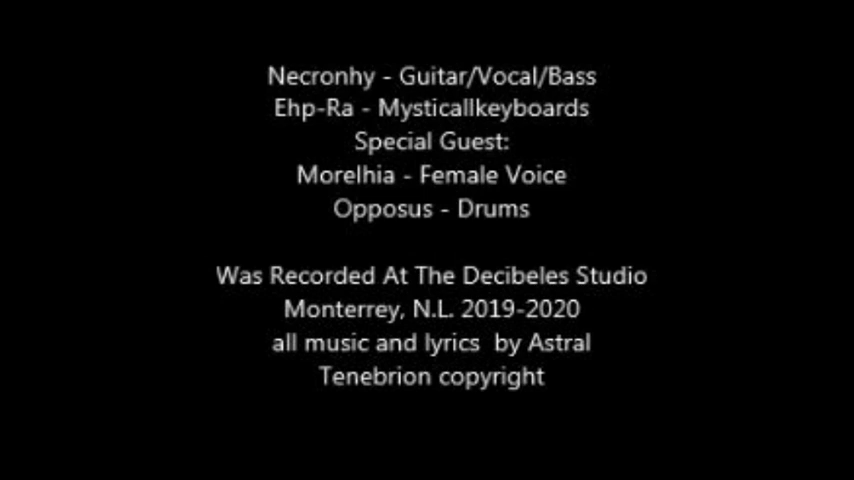 Necronhy - Guitar/Vocal/Bass
Ehp-Ra - Mysticallkeyboards
Special Guest:
Morelhia - Female Voice
Opposus - Drums
Was Recorded At The Decibeles Studio
Monterrey, N.L. 2019-2020
all music and lyrics  by Astral
Tenebrion copyright